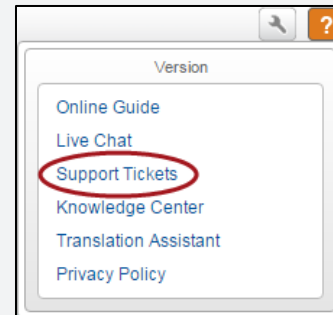 ?
Version
Online Guide
Live Chat
Support Tickets
Knowledge Center
Translation Assistant
Privacy Policy